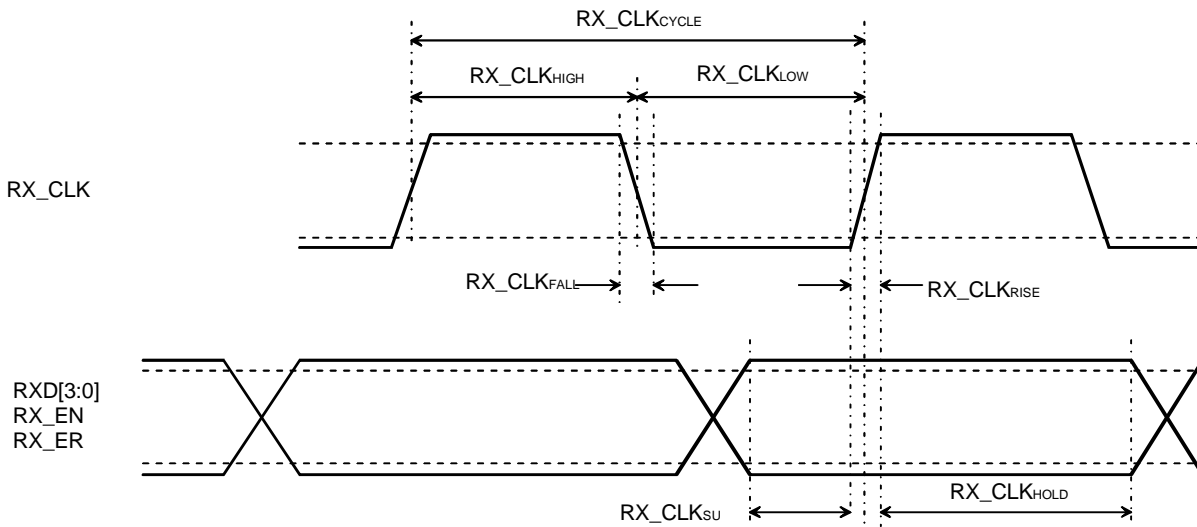 RX_CLKCYCLE
RX_CLKHIGH
RX_CLKLOW
RX_CLK
RX_CLKFALL
RX_CLKRISE
RXD[3:0]
RX_EN
RX_ER
RX_CLKHOLD
RX_CLKSU